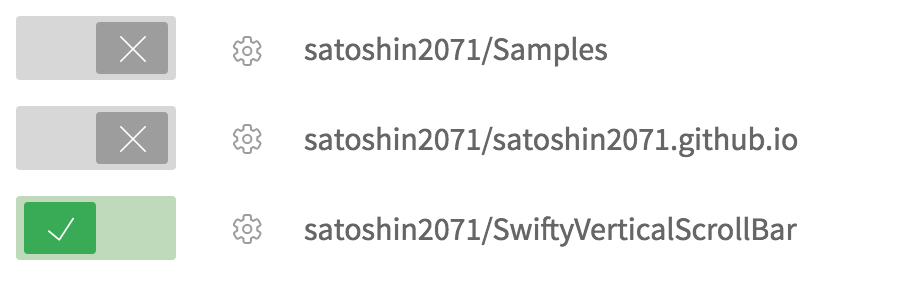 satoshin2071/Samples
satoshin2071/satoshin2071.github.io
satoshin2071/SwiftyVerticalScrollBar